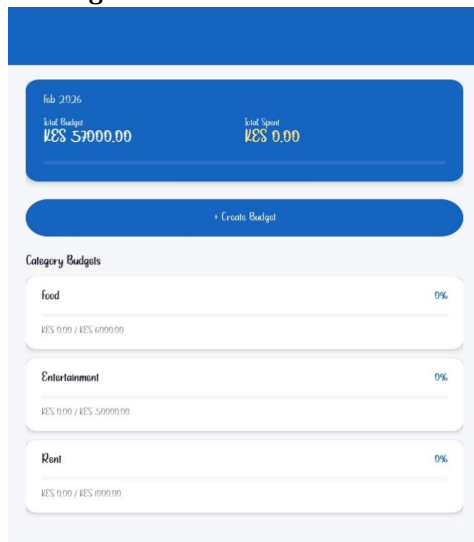 Feb 2026
Total Budget
Total Spent
KES 57000.00
KES 0.00
+ Create Budget
Category Budgets
Food
0%
KES 0.00 / KES 6000.00
Entertainment
0%
KES 0.00 / KES 50000.00
Rent
0%
KES 0.00 / KES 1000.00